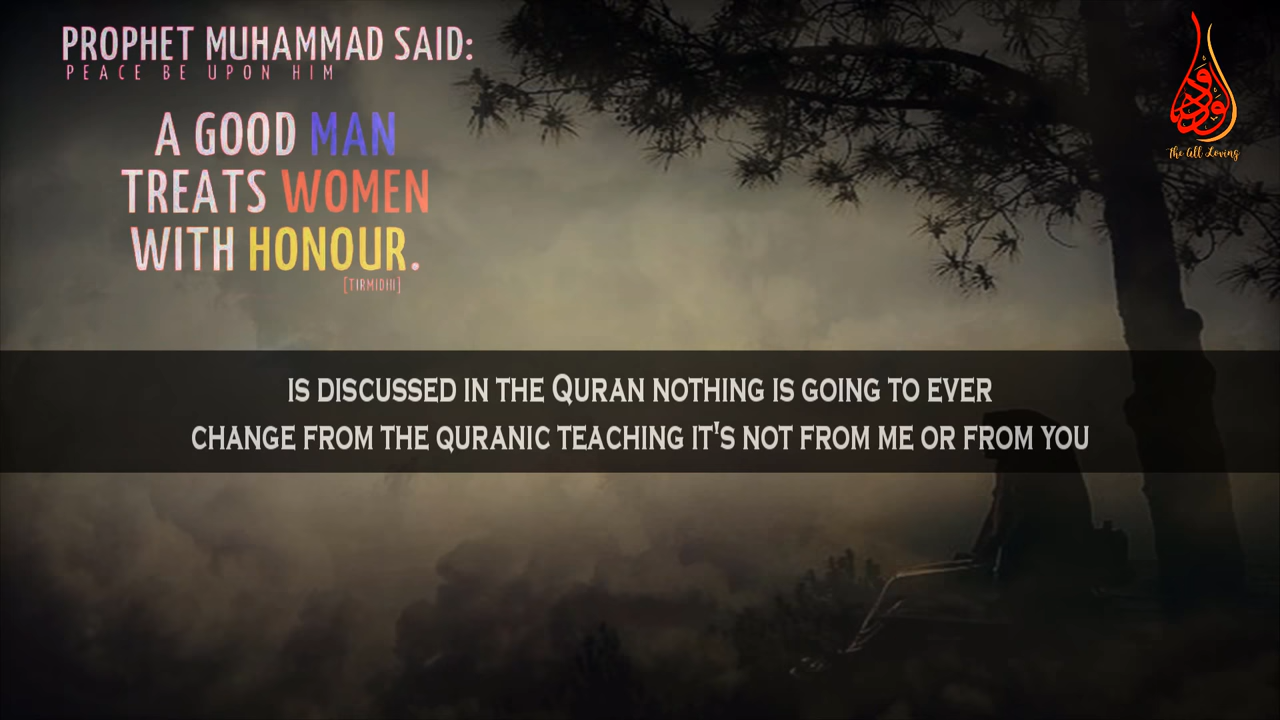 PROPHET MUHAMMAD SAID:
PEACE BE UPON HIM
A GOOD MAN
TREATS WOMEN
WITH HONOUR.
[TIRMIDHI]
الودود
The All Loving
IS DISCUSSED IN THE QURAN NOTHING IS GOING TO EVER
CHANGE FROM THE QURANIC TEACHING IT'S NOT FROM ME OR FROM YOU